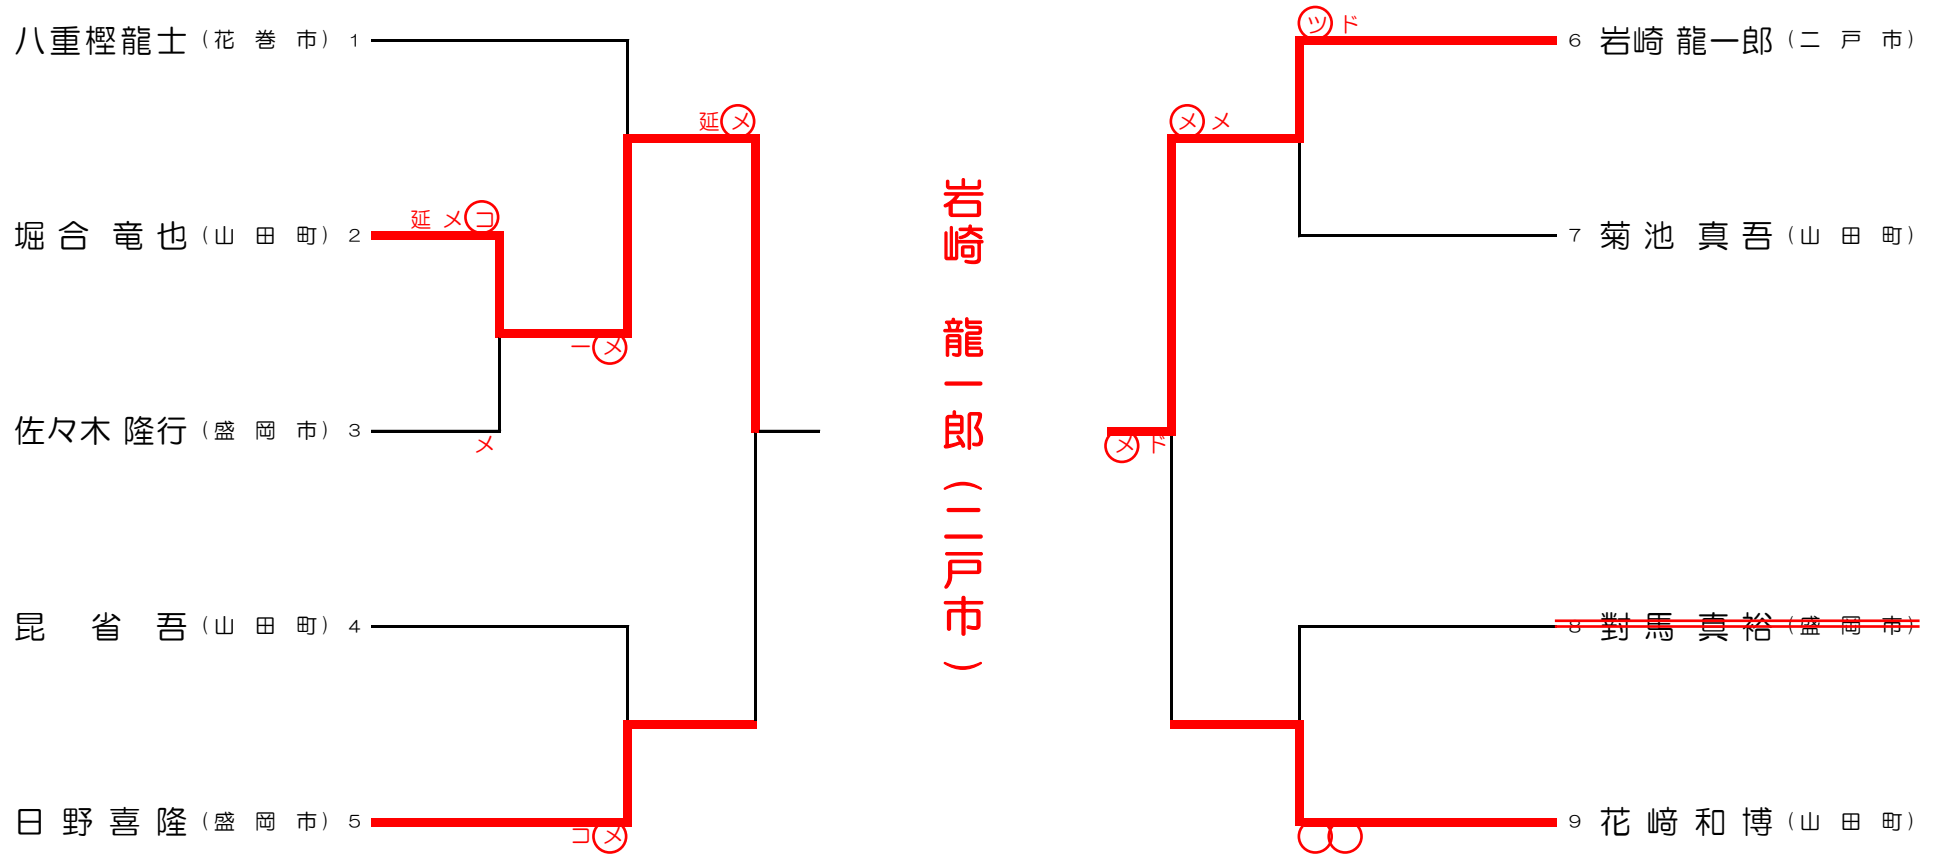 八重樫龍士 (花 巻 市) 1
延 メ
延 メ コ
堀合 竜也 (山 田 町) 2
一 メ
佐々木 隆行 (盛 岡 市) 3
メ
昆 省 吾 (山 田 町) 4
日野喜隆 (盛 岡 市) 5
コ メ
岩崎 龍一郎 (二戸市)
ツ ド
6 岩崎 龍一郎 (二 戸 市)
メ メ
7 菊池 真吾 (山 田 町)
メ ド
8 對馬 真裕 (盛 岡 市)
9 花﨑和博 (山 田 町)